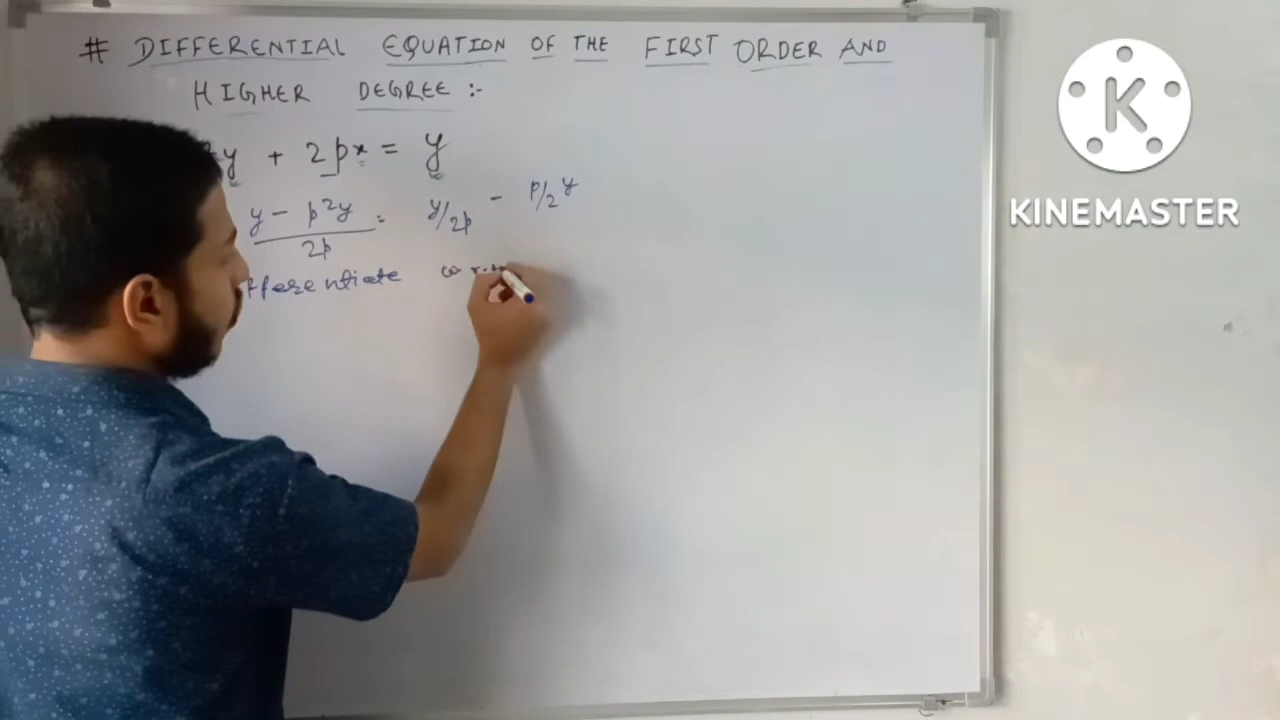 # DIFFERENTIAL EQUATION OF THE FIRST ORDER AND
HIGHER DEGREE :-
y + 2px = y
y - p²y / 2p = y/2p - p/2 y
fferentiate w.r.t
K
KINEMASTER